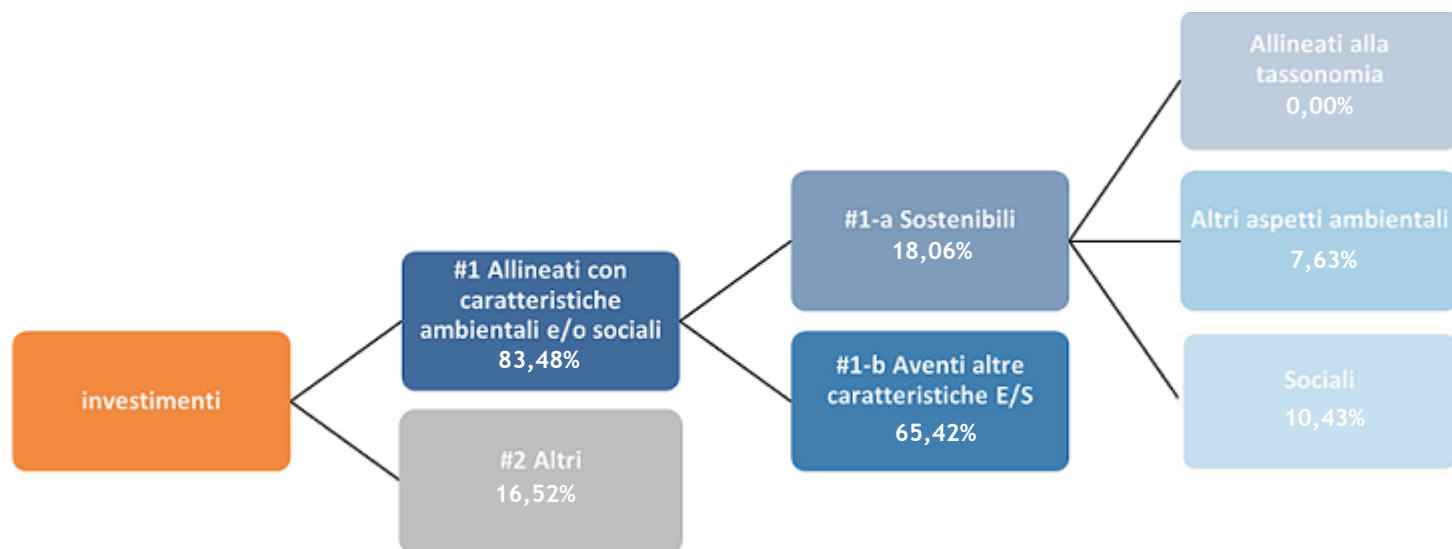 investimenti
#1 Allineati con
caratteristiche
ambientali e/o sociali
83,48%
#2 Altri
16,52%
#1-a Sostenibili
18,06%
#1-b Aventi altre
caratteristiche E/S
65,42%
Allineati alla
tassonomia
0,00%
Altri aspetti ambientali
7,63%
Sociali
10,43%